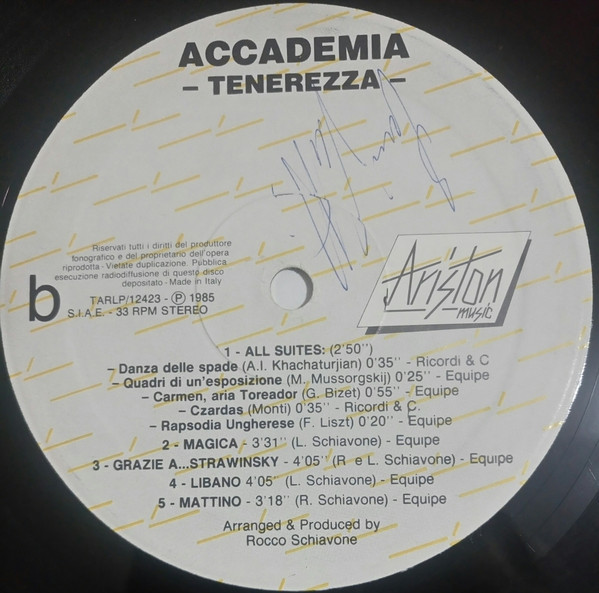 ACCADEMIA
- TENEREZZA -
Riservati tutti i diritti del produttore
fonografico e del proprietario dell'opera
riprodotta - Vietate duplicazione. Pubblica
esecuzione radiodiffusione di questo disco
depositato - Made in Italy
b
TARLP/12423 - Ⓟ 1985
S.I.A.E. - 33 RPM STEREO
Ariston
music
1 - ALL SUITES: (2'50'')
- Danza delle spade (A.I. Khachaturjian) 0'35'' - Ricordi & C
- Quadri di un'esposizione (M. Mussorgskij) 0'25'' - Equipe
- Carmen, aria Toreador (G. Bizet) 0'55'' - Equipe
- Czardas (Monti) 0'35'' - Ricordi & C.
- Rapsodia Ungherese (F. Liszt) 0'20'' - Equipe
2 - MAGICA - 3'31'' (L. Schiavone) - Equipe
3 - GRAZIE A...STRAWINSKY - 4'05'' (R e L. Schiavone) - Equipe
4 - LIBANO 4'05'' (L. Schiavone) - Equipe
5 - MATTINO - 3'18'' (R. Schiavone) - Equipe
Arranged & Produced by
Rocco Schiavone